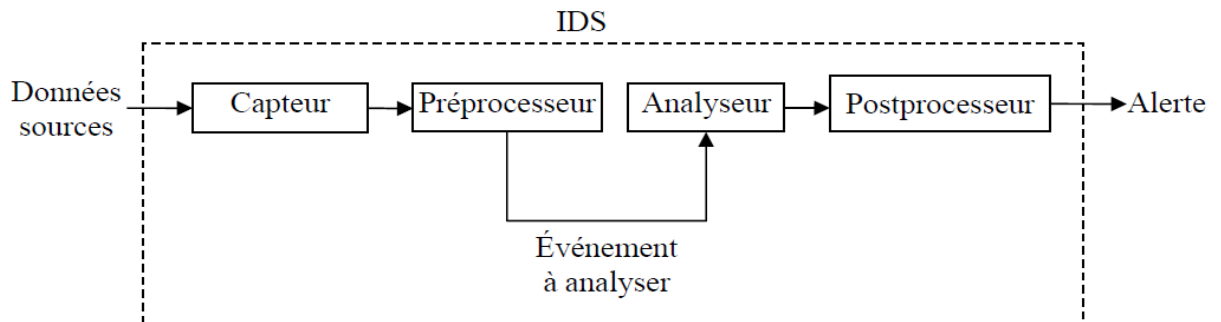 IDS
Données
sources
Capteur
Préprocesseur
Analyseur
Postprocesseur
Alerte
Événement
à analyser